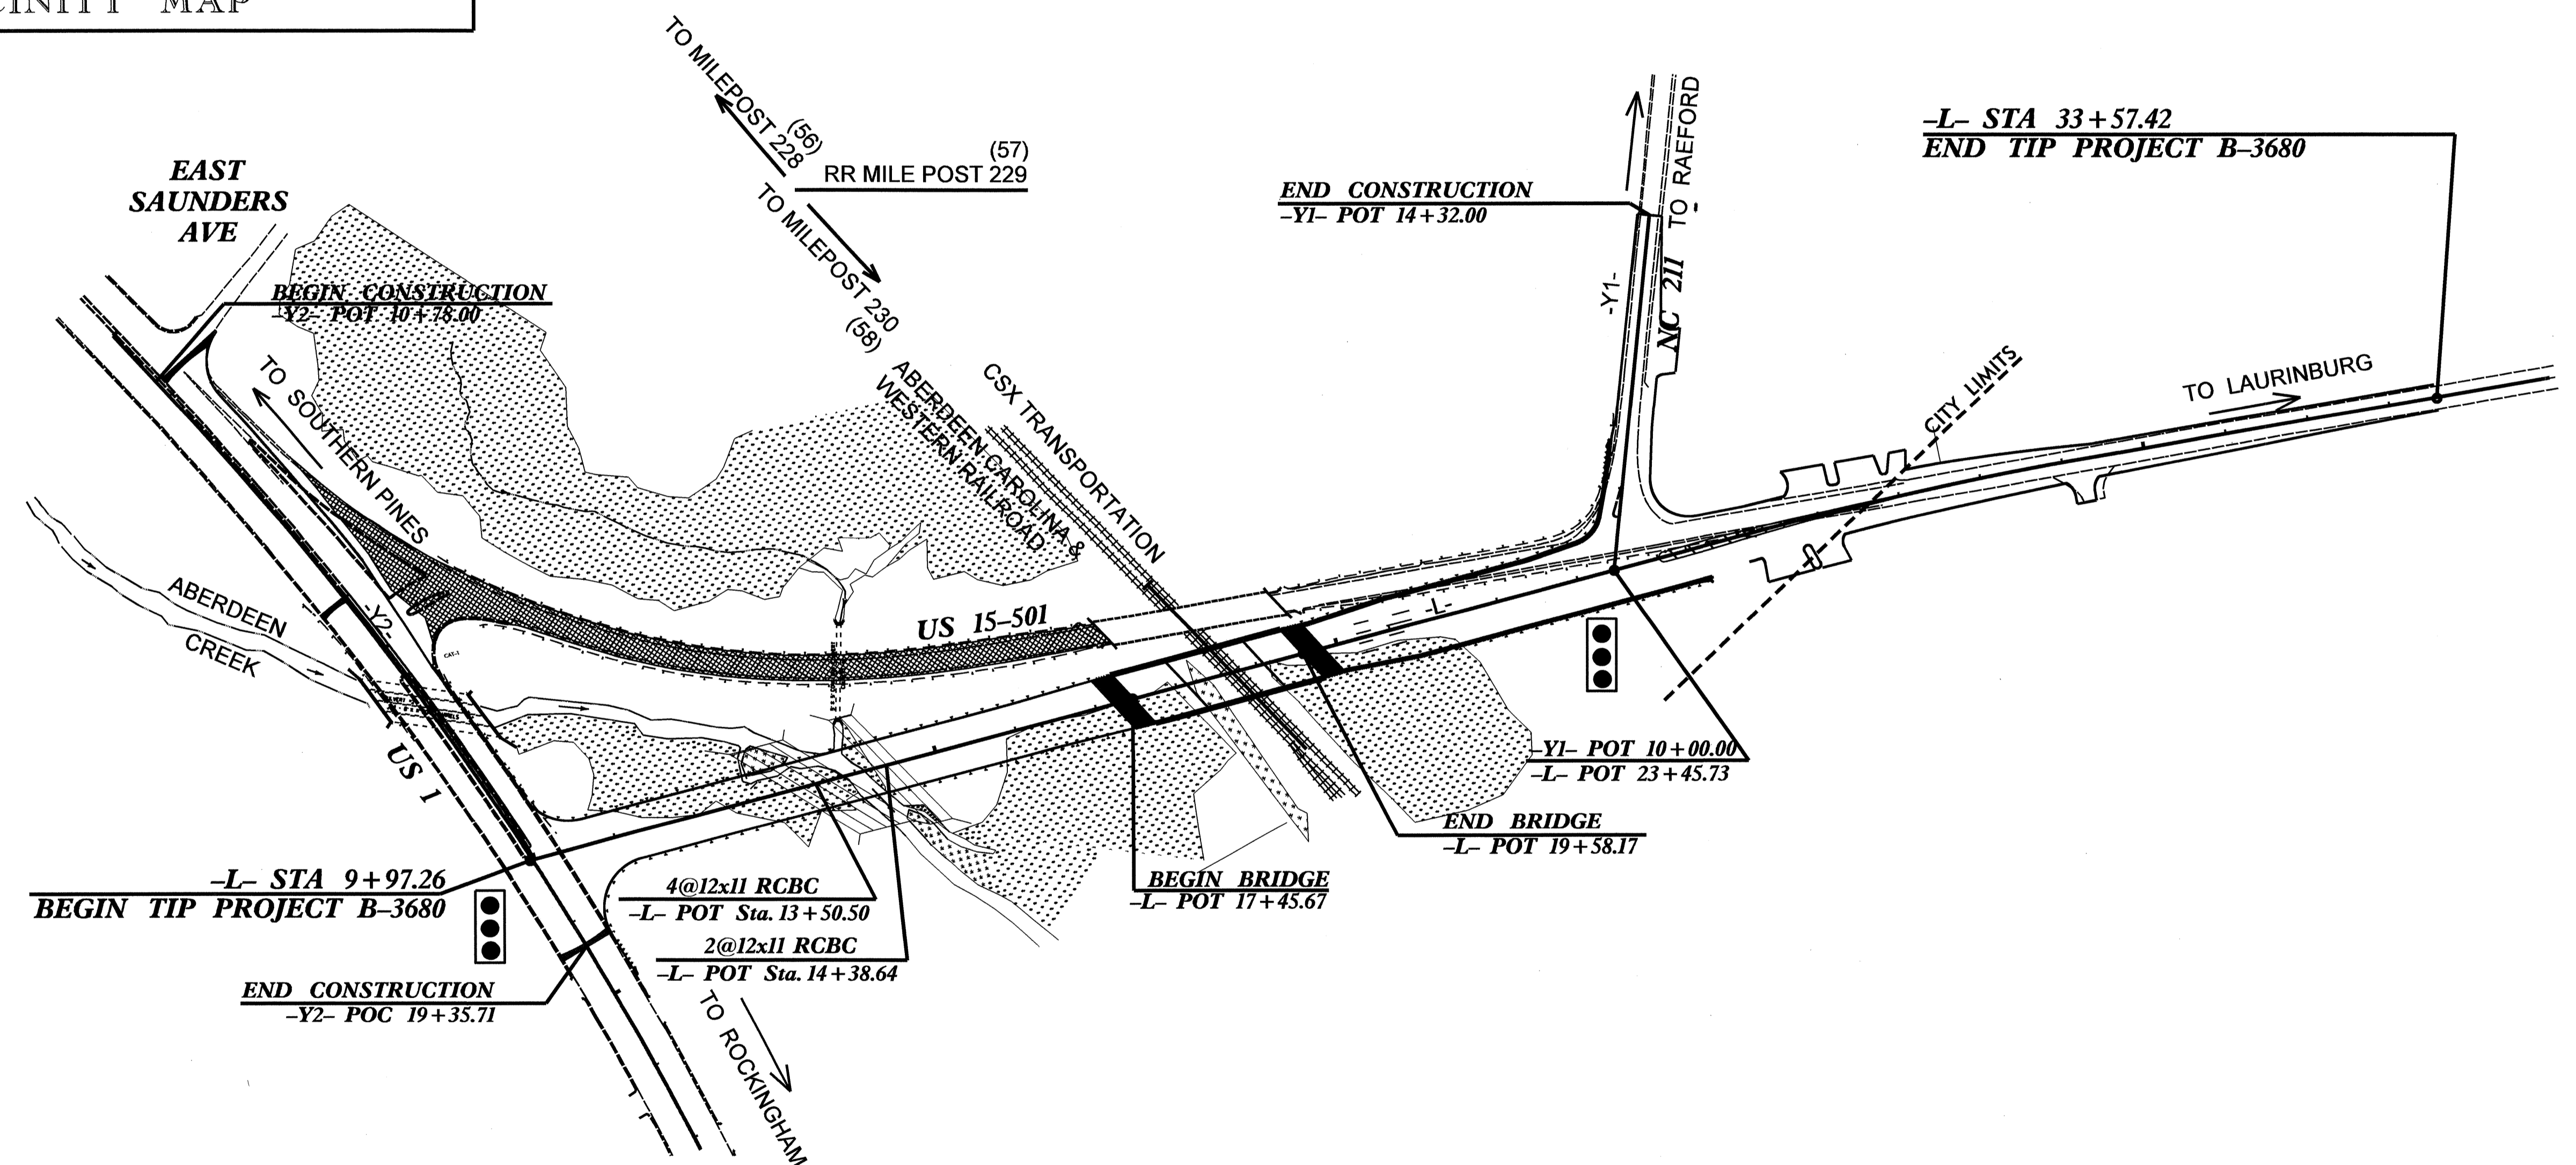 VICINITY MAP
TO MILEPOST 228
(56)
(57)
RR MILE POST 229
TO MILEPOST 230
(58)
EAST
SAUNDERS
AVE
BEGIN CONSTRUCTION
-Y2- POT 10+78.00
TO SOUTHERN PINES
ABERDEEN CAROLINA &
WESTERN RAILROAD
CSX TRANSPORTATION
END CONSTRUCTION
-Y1- POT 14+32.00
TO RAEFORD
-Y1-
NC 211
-L- STA 33+57.42
END TIP PROJECT B-3680
CITY LIMITS
TO LAURINBURG
ABERDEEN
CREEK
-Y2-
CAT-1
US 15-501
-L-
US 1
-Y1- POT 10+00.00
-L- POT 23+45.73
END BRIDGE
-L- POT 19+58.17
BEGIN BRIDGE
-L- POT 17+45.67
-L- STA 9+97.26
BEGIN TIP PROJECT B-3680
4@12x11 RCBC
-L- POT Sta. 13+50.50
2@12x11 RCBC
-L- POT Sta. 14+38.64
END CONSTRUCTION
-Y2- POC 19+35.71
TO ROCKINGHAM